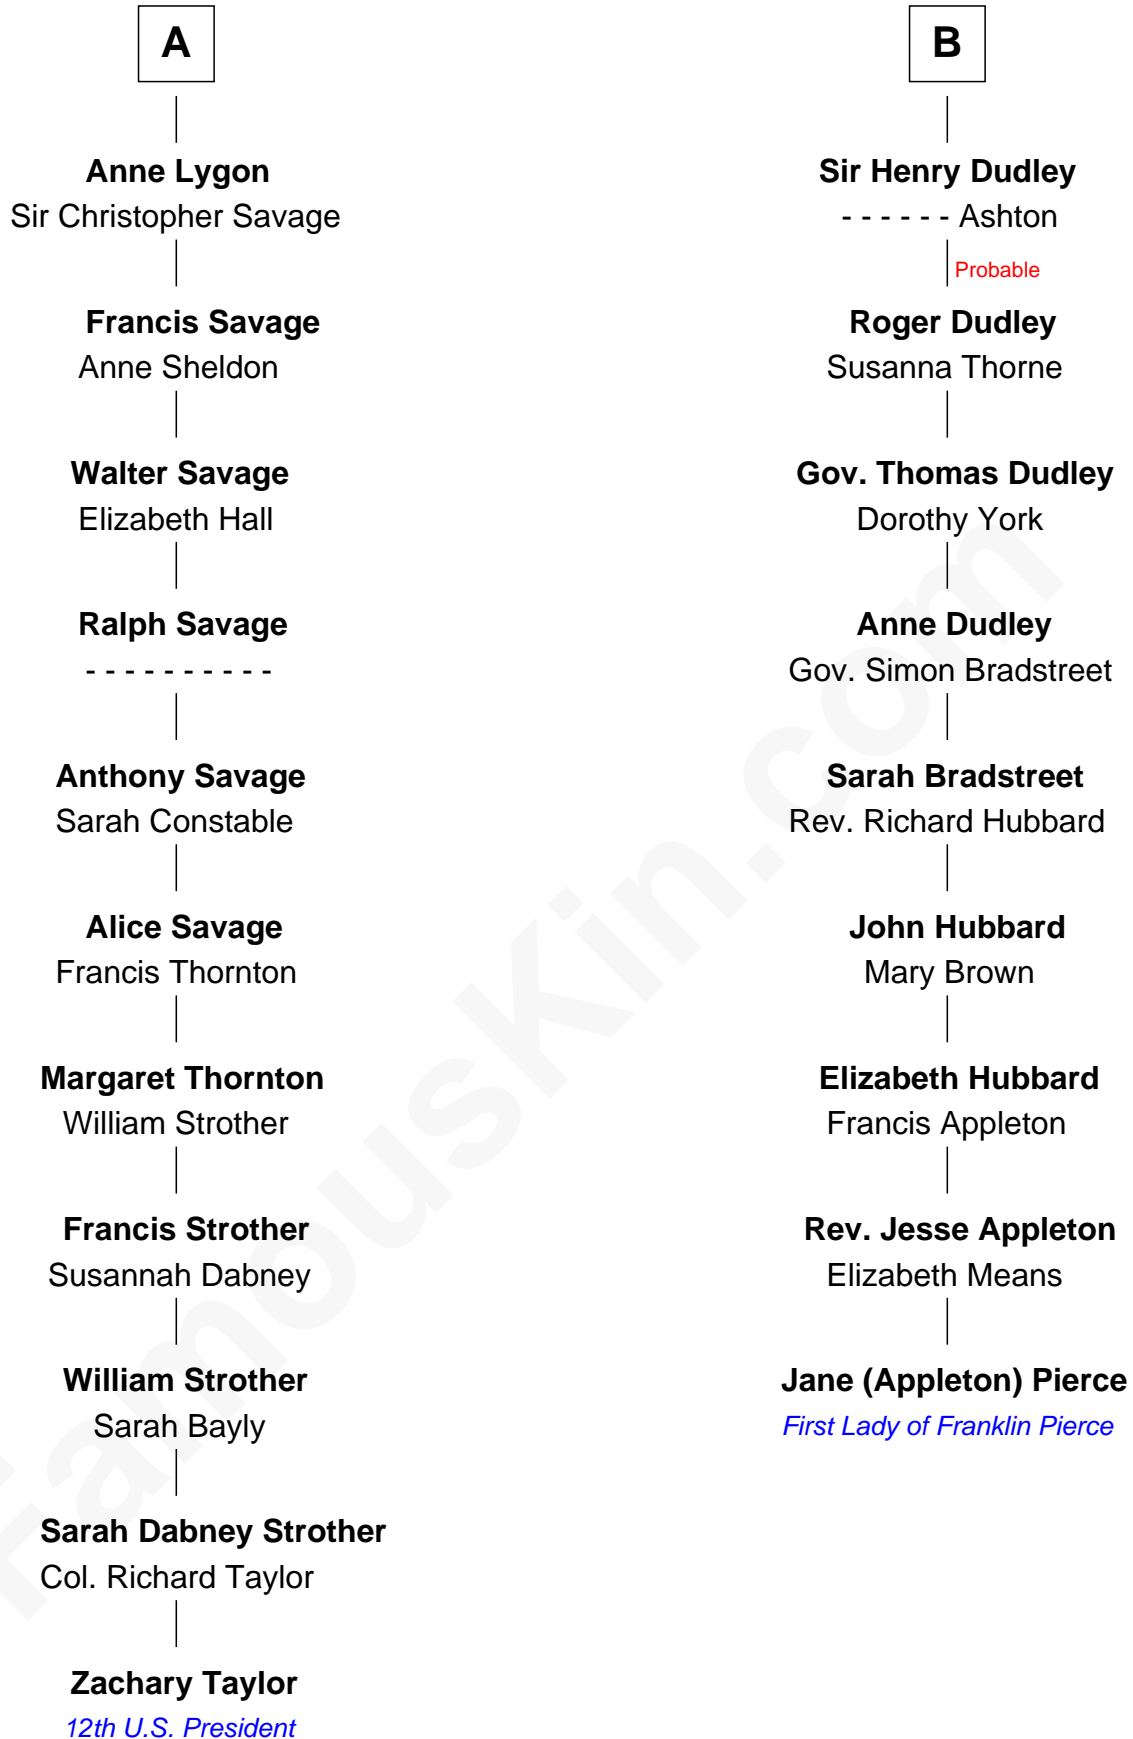 A
Anne Lygon
Sir Christopher Savage
Francis Savage
Anne Sheldon
Walter Savage
Elizabeth Hall
Ralph Savage
- - - - - - - - - -
Anthony Savage
Sarah Constable
Alice Savage
Francis Thornton
Margaret Thornton
William Strother
Francis Strother
Susannah Dabney
William Strother
Sarah Bayly
Sarah Dabney Strother
Col. Richard Taylor
Zachary Taylor
12th U.S. President
B
Sir Henry Dudley
- - - - - - Ashton
Probable
Roger Dudley
Susanna Thorne
Gov. Thomas Dudley
Dorothy York
Anne Dudley
Gov. Simon Bradstreet
Sarah Bradstreet
Rev. Richard Hubbard
John Hubbard
Mary Brown
Elizabeth Hubbard
Francis Appleton
Rev. Jesse Appleton
Elizabeth Means
Jane (Appleton) Pierce
First Lady of Franklin Pierce
FamousKin.com